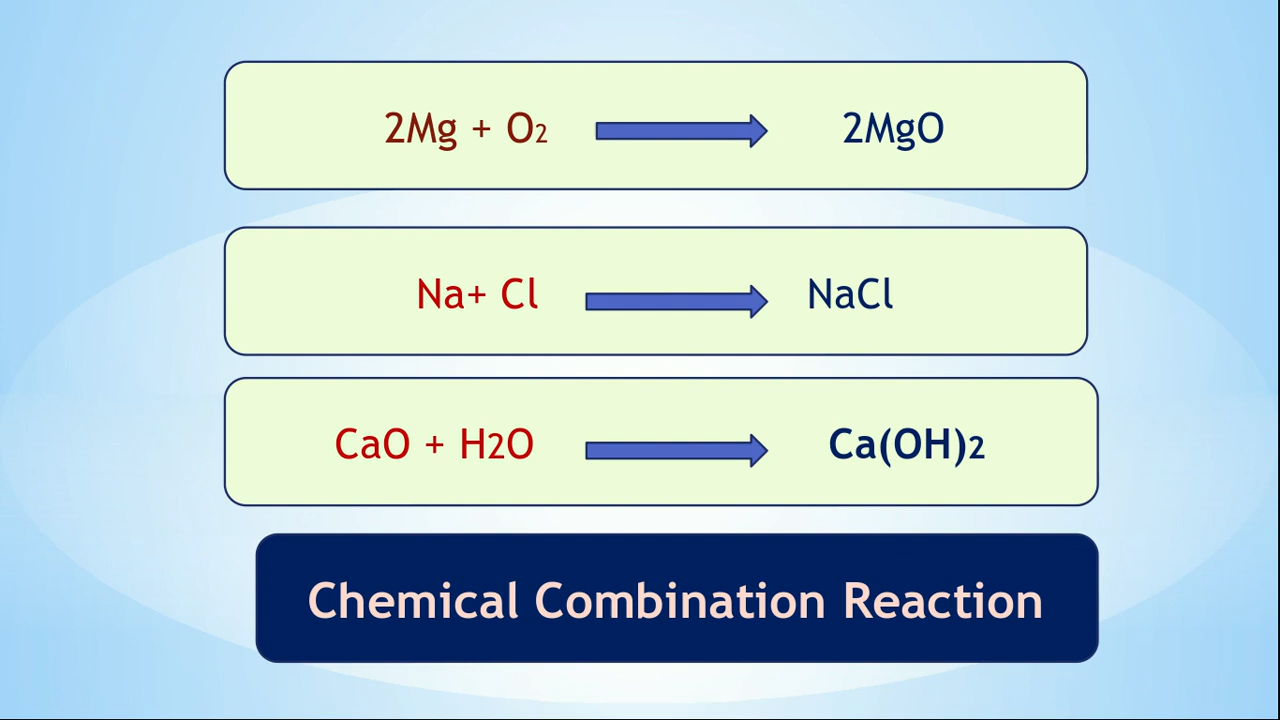 2Mg + O2 2MgO
Na+ Cl NaCl
CaO + H2O Ca(OH)2
Chemical Combination Reaction